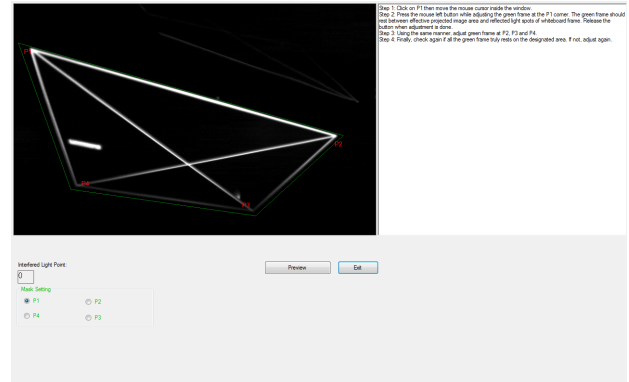 Step 1: Click on P1 then move the mouse cursor inside the window.
Step 2: Press the mouse left button while adjusting the green frame at the P1 corner. The green frame should
rest between effective projected image area and reflected light spots of whiteboard frame. Release the
button when adjustment is done.
Step 3: Using the same manner, adjust green frame at P2, P3 and P4.
Step 4: Finally, check again if all the green frame truly rests on the designated area. If not, adjust again.
P1
P2
P4
P3
Interfered Light Point:
0
Preview
Exit
Mask Setting
P1
P2
P4
P3